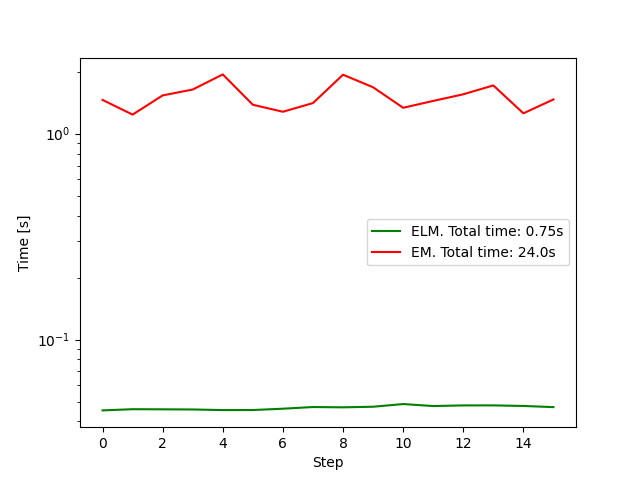 10⁰
10⁻¹
Time [s]
ELM. Total time: 0.75s
EM. Total time: 24.0s
0 2 4 6 8 10 12 14
Step